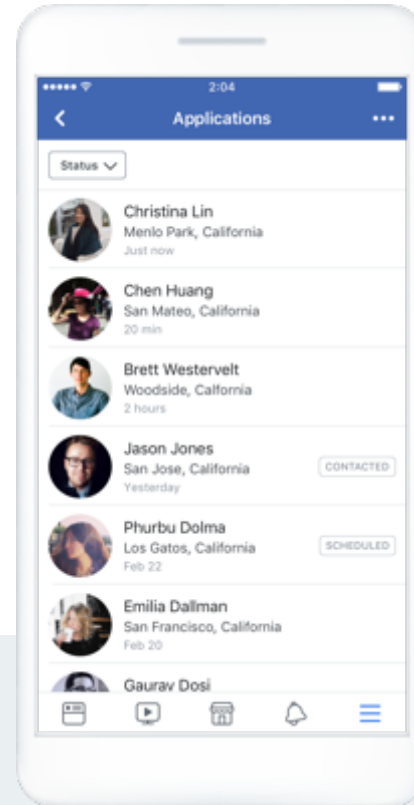 2:04
Applications
Status
Christina Lin
Menlo Park, California
Just now
Chen Huang
San Mateo, California
20 min
Brett Westervelt
Woodside, Calfornia
2 hours
Jason Jones
San Jose, California
CONTACTED
Yesterday
Phurbu Dolma
Los Gatos, California
SCHEDULED
Feb 22
Emilia Dallman
San Francisco, California
Feb 20
Gaurav Dosi